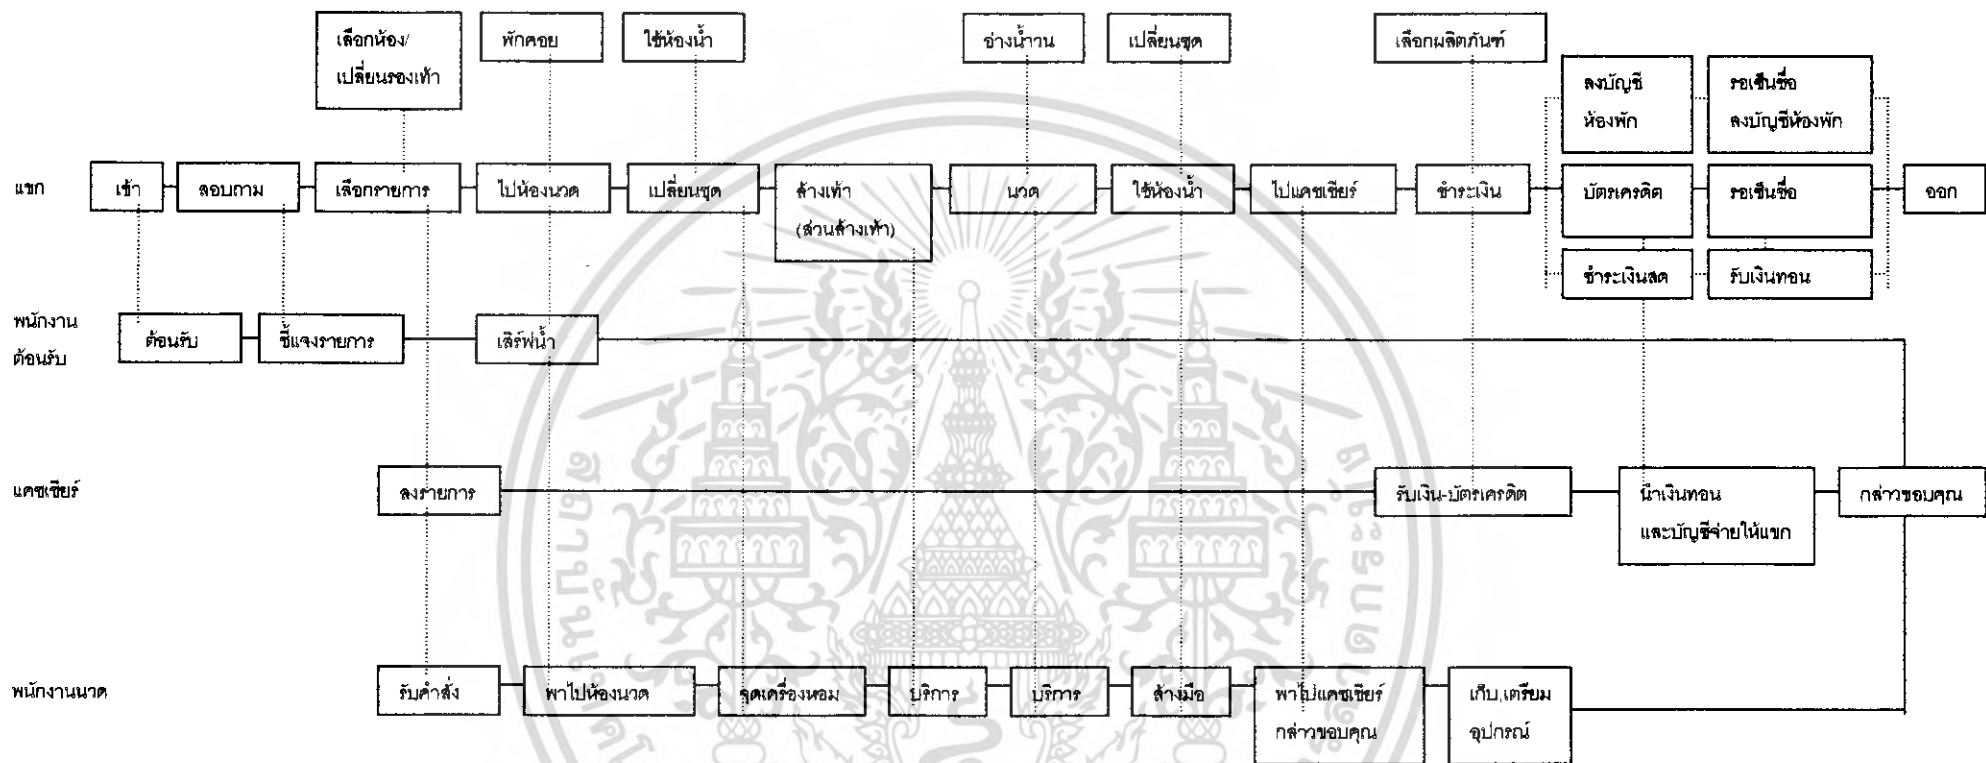 เลือกห้อง/
เปลี่ยนรองเท้า
พักคอย
ใช้ห้องน้ำ
อ่างน้ำวน
เปลี่ยนชุด
เลือกผลิตภัณฑ์
ลงบัญชี
ห้องพัก
รอเซ็นชื่อ
ลงบัญชีห้องพัก
แขก
เข้า
สอบถาม
เลือกรายการ
ไปห้องนวด
เปลี่ยนชุด
ล้างเท้า
(ส่วนล้างเท้า)
นวด
ใช้ห้องน้ำ
ไปแคชเชียร์
ชำระเงิน
บัตรเครดิต
รอเซ็นชื่อ
ออก
ชำระเงินสด
รับเงินทอน
พนักงาน
ต้อนรับ
ต้อนรับ
ชี้แจงรายการ
เสิร์ฟน้ำ
แคชเชียร์
ลงรายการ
รับเงิน-บัตรเครดิต
นำเงินทอน
และบัญชีจ่ายให้แขก
กล่าวขอบคุณ
พนักงานนวด
รับคำสั่ง
พาไปห้องนวด
จุดเครื่องหอม
บริการ
บริการ
ล้างมือ
พาไปแคชเชียร์
กล่าวขอบคุณ
เก็บ,เตรียม
อุปกรณ์